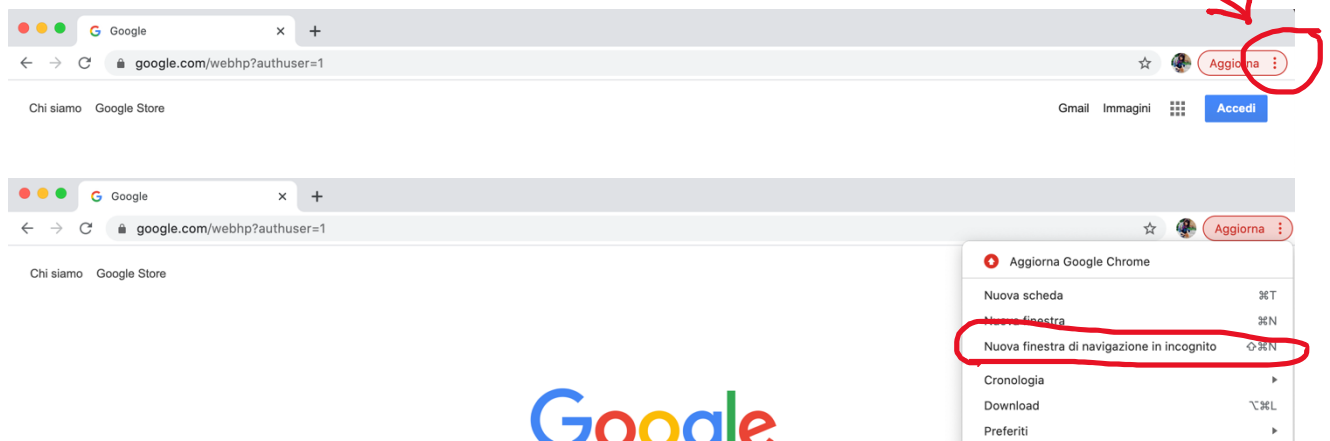 Google
google.com/webhp?authuser=1 Aggiorna
Chi siamo Google Store Gmail Immagini Accedi
Google
google.com/webhp?authuser=1 Aggiorna
Chi siamo Google Store
Aggiorna Google Chrome
Nuova scheda ⌘T
Nuova finestra ⌘N
Nuova finestra di navigazione in incognito ⇧⌘N
Cronologia
Download ⌥⌘L
Preferiti
Google